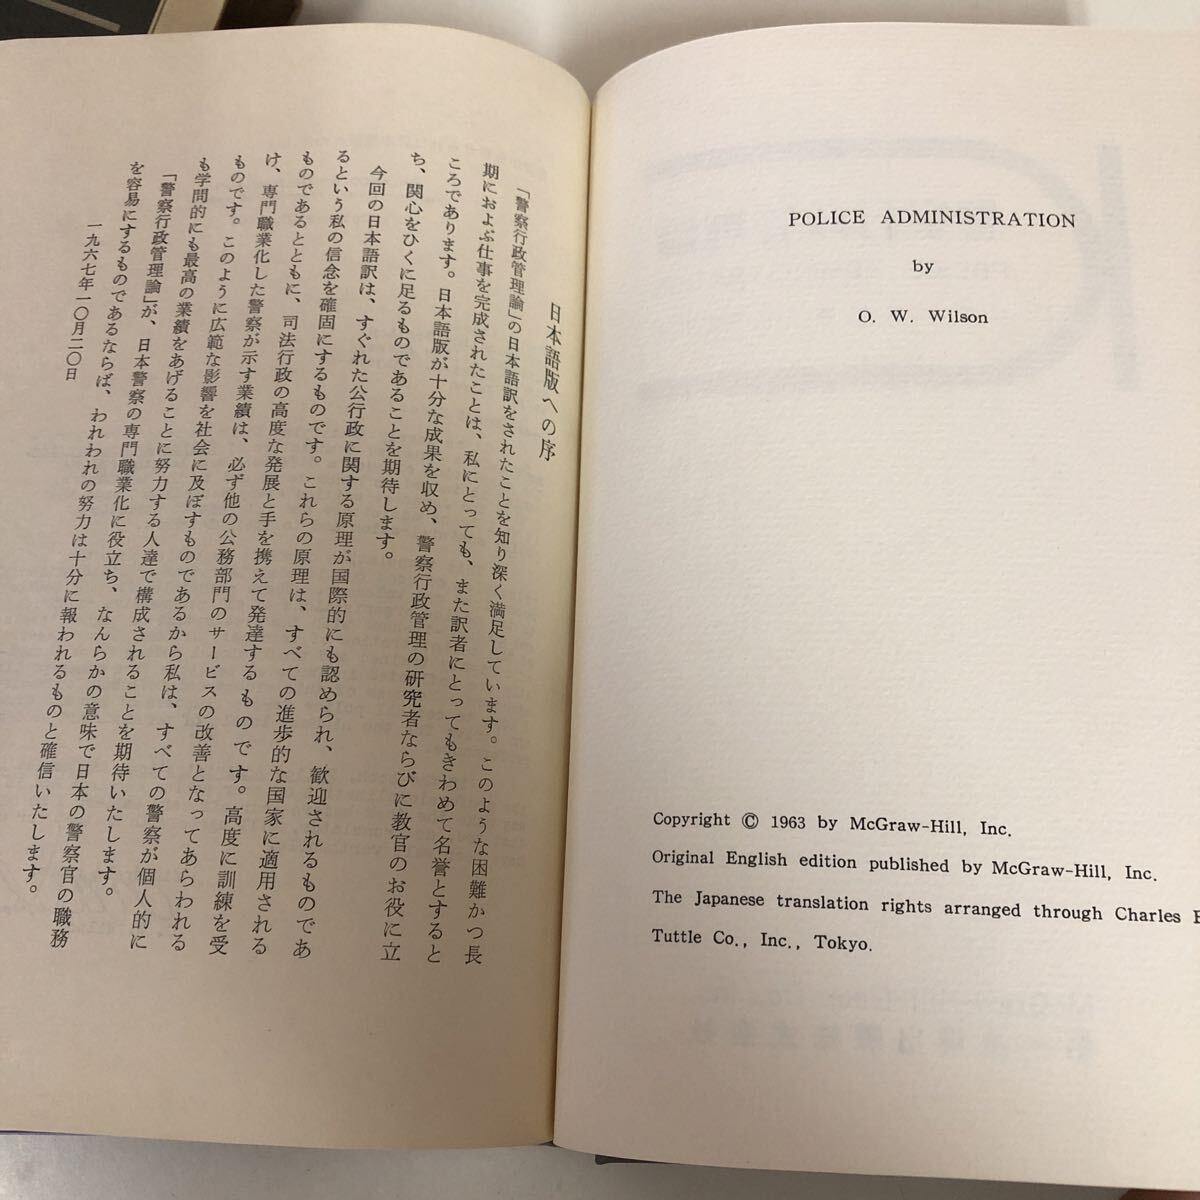 POLICE ADMINISTRATION
by
O. W. Wilson
Copyright © 1963 by McGraw-Hill, Inc.
Original English edition published by McGraw-Hill, Inc.
The Japanese translation rights arranged through Charles E
Tuttle Co., Inc., Tokyo.
日本語版への序
「警察行政管理論」の日本語訳をされたことを知り深く満足しています。このような困難かつ長
期におよぶ仕事を完成されたことは、私にとっても、また訳者にとってもきわめて名誉とすると
ころであります。日本語版が十分な成果を収め、警察行政管理の研究者ならびに教官のお役に立
ち、関心をひくに足るものであることを期待します。
今回の日本語訳は、すぐれた公行政に関する原理が国際的にも認められ、歓迎されるものであ
るという私の信念を確固にするものです。これらの原理は、すべての進歩的な国家に適用される
ものであるとともに、司法行政の高度な発展と手を携えて発達するものです。高度に訓練を受
け、専門職業化した警察が示す業績は、必ず他の公務部門のサービスの改善となってあらわれる
ものです。このように広範な影響を社会に及ぼすものであるから私は、すべての警察が個人的に
も学問的にも最高の業績をあげることに努力する人達で構成されることを期待いたします。
「警察行政管理論」が、日本警察の専門職業化に役立ち、なんらかの意味で日本の警察官の職務
を容易にするものであるならば、われわれの努力は十分に報われるものと確信いたします。
一九六七年一〇月二〇日